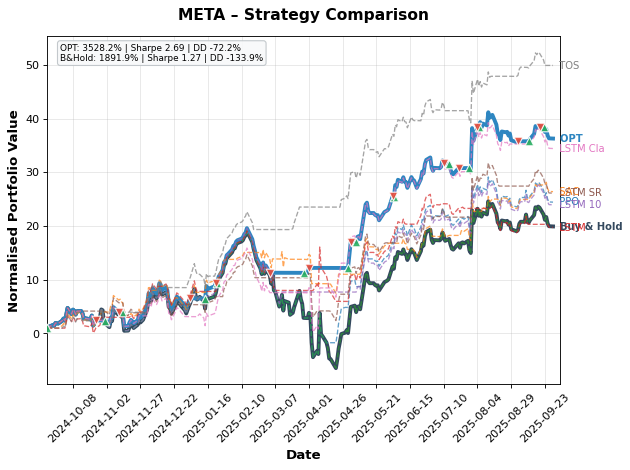 META – Strategy Comparison
OPT: 3528.2% | Sharpe 2.69 | DD -72.2%
B&Hold: 1891.9% | Sharpe 1.27 | DD -133.9%
Normalised Portfolio Value
50
40
30
20
10
0
TOS
OPT
LSTM Cla
LSTM SR
LSTM 10
Buy & Hold
2024-10-08
2024-11-02
2024-11-27
2024-12-22
2025-01-16
2025-02-10
2025-03-07
2025-04-01
2025-04-26
2025-05-21
2025-06-15
2025-07-10
2025-08-04
2025-08-29
2025-09-23
Date